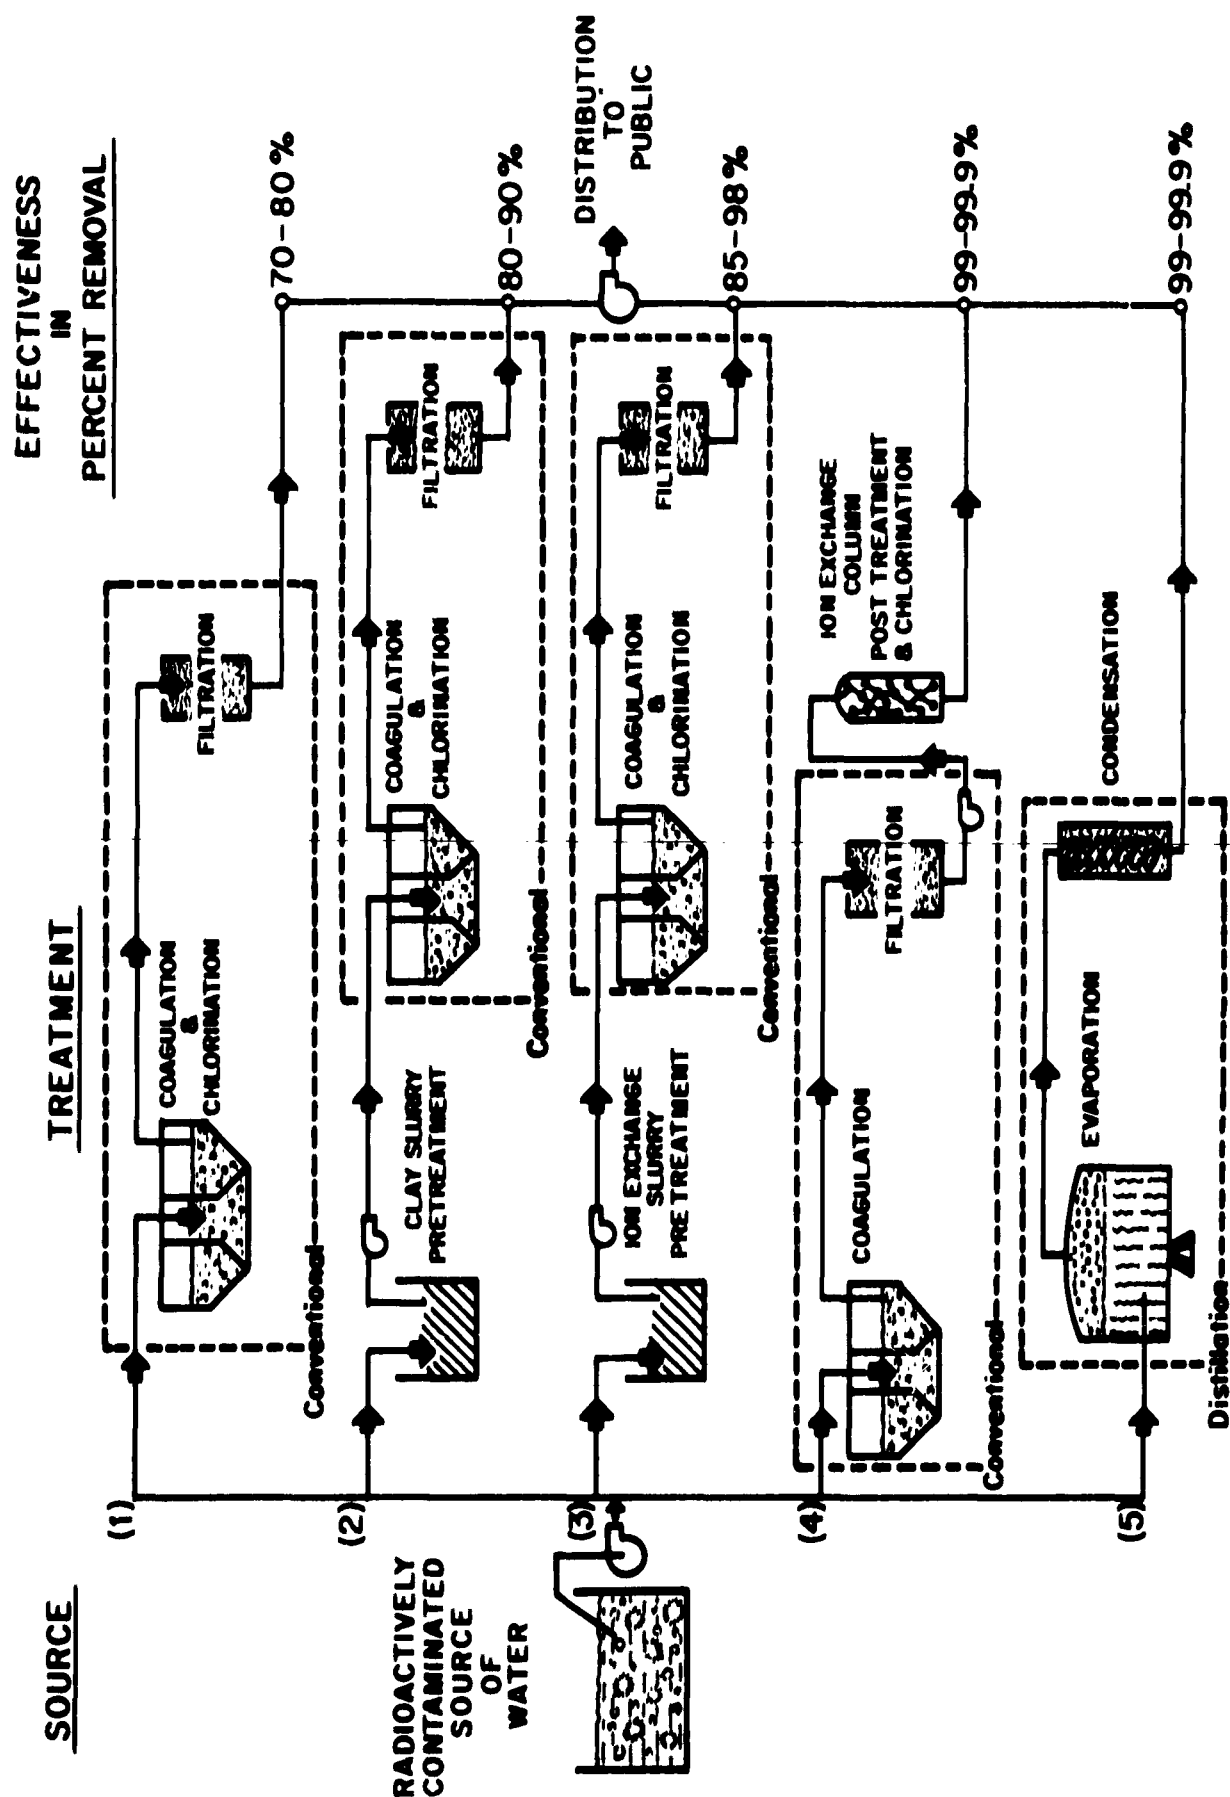 SOURCE
TREATMENT
EFFECTIVENESS
IN
PERCENT REMOVAL
(1)
COAGULATION
&
CHLORINATION
FILTRATION
Conventional
70-80%
(2)
CLAY SLURRY
PRETREATMENT
COAGULATION
&
CHLORINATION
FILTRATION
Conventional
80-90%
RADIOACTIVELY
CONTAMINATED
SOURCE
OF
WATER
DISTRIBUTION
TO
PUBLIC
(3)
ION EXCHANGE
SLURRY
PRETREATMENT
COAGULATION
&
CHLORINATION
FILTRATION
Conventional
85-98%
(4)
COAGULATION
FILTRATION
ION EXCHANGE
COLUMN
POST TREATMENT
& CHLORINATION
Conventional
99-99.9%
(5)
EVAPORATION
CONDENSATION
Distillation
99-99.9%